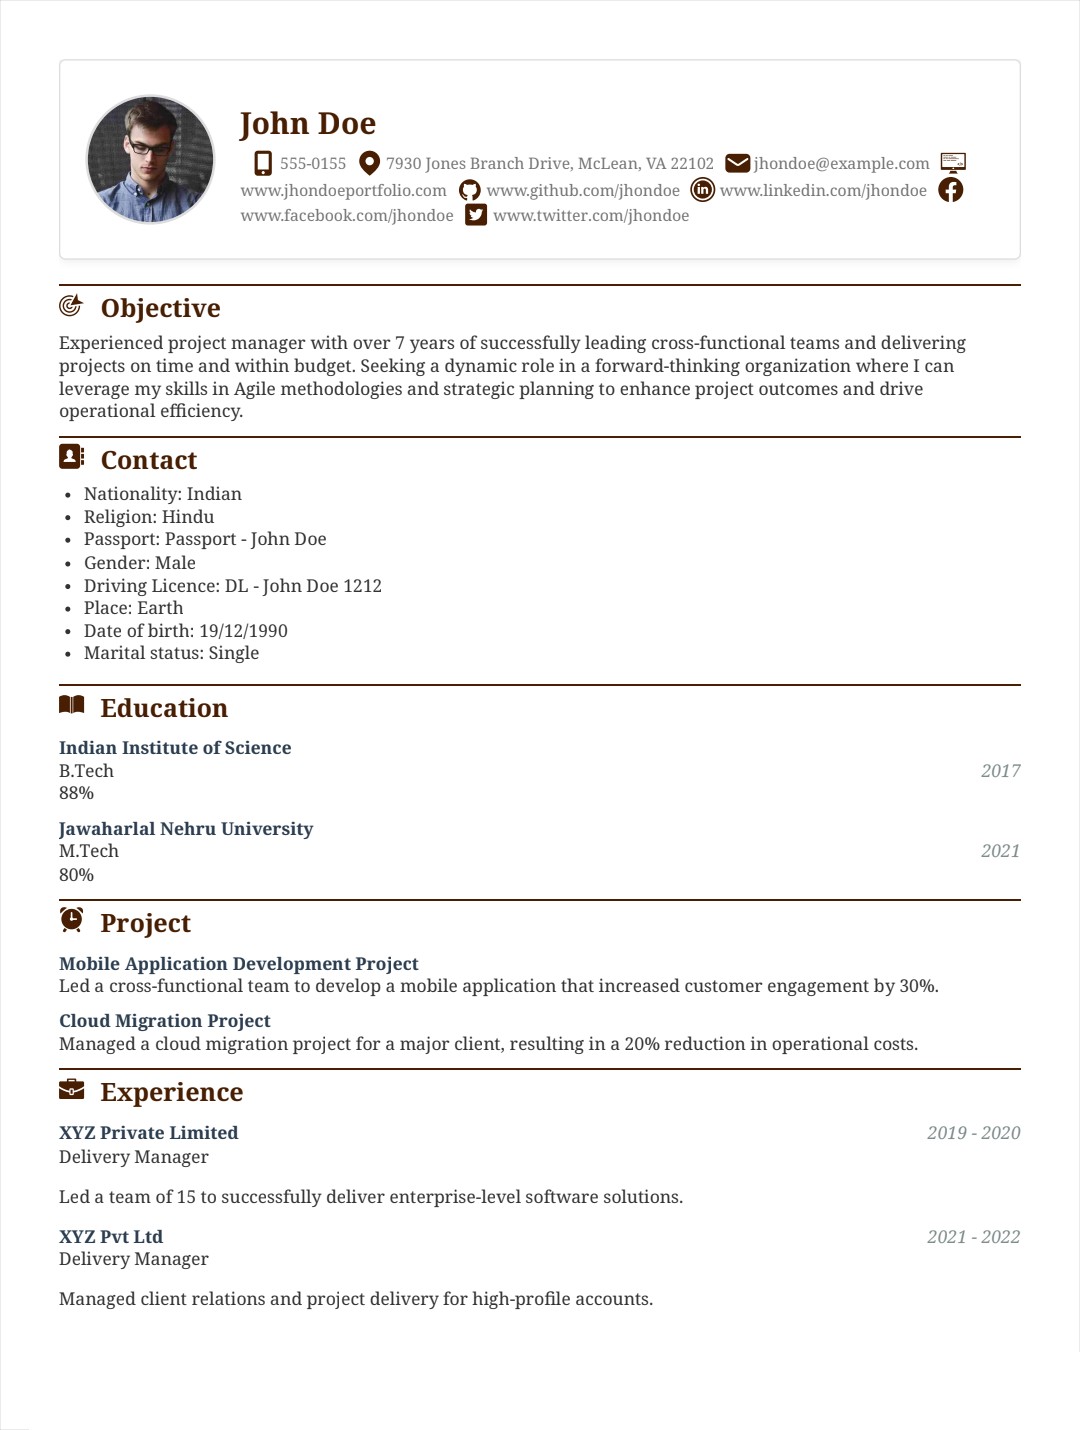 John Doe
555-0155 7930 Jones Branch Drive, McLean, VA 22102 jhondoe@example.com
www.jhondoeportfolio.com www.github.com/jhondoe www.linkedin.com/jhondoe
www.facebook.com/jhondoe www.twitter.com/jhondoe
Objective
Experienced project manager with over 7 years of successfully leading cross-functional teams and delivering
projects on time and within budget. Seeking a dynamic role in a forward-thinking organization where I can
leverage my skills in Agile methodologies and strategic planning to enhance project outcomes and drive
operational efficiency.
Contact
• Nationality: Indian
• Religion: Hindu
• Passport: Passport - John Doe
• Gender: Male
• Driving Licence: DL - John Doe 1212
• Place: Earth
• Date of birth: 19/12/1990
• Marital status: Single
Education
Indian Institute of Science
B.Tech 2017
88%
Jawaharlal Nehru University
M.Tech 2021
80%
Project
Mobile Application Development Project
Led a cross-functional team to develop a mobile application that increased customer engagement by 30%.
Cloud Migration Project
Managed a cloud migration project for a major client, resulting in a 20% reduction in operational costs.
Experience
XYZ Private Limited 2019 - 2020
Delivery Manager
Led a team of 15 to successfully deliver enterprise-level software solutions.
XYZ Pvt Ltd 2021 - 2022
Delivery Manager
Managed client relations and project delivery for high-profile accounts.